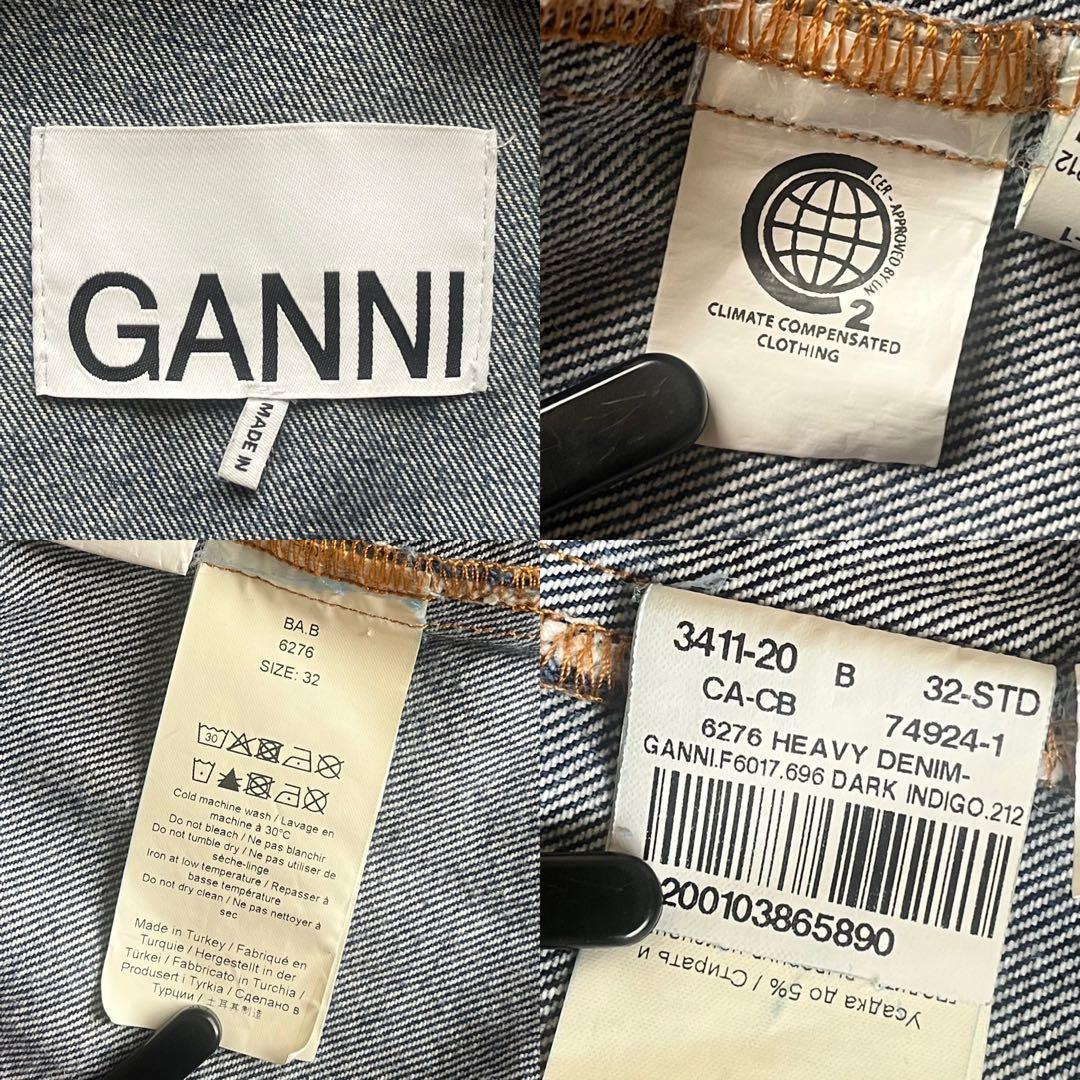 GANNI
MADE IN
CER - APPROVED BY UN
2
CLIMATE COMPENSATED
CLOTHING
212
-1
BA.B
6276
SIZE: 32
30
Cold machine wash / Lavage en
machine à 30°C
Do not bleach / Ne pas blanchir
Do not tumble dry / Ne pas utiliser de
sèche-linge
Iron at low temperature / Repasser à
basse température
Do not dry clean / Ne pas nettoyer à
sec
Made in Turkey / Fabriqué en
Turquie / Hergestellt in der
Türkei / Fabbricato in Turchia /
Produsert i Tyrkia / Сделано в
Турции / 土耳其制造
3411-20 B 32-STD
CA-CB 74924-1
6276 HEAVY DENIM-
GANNI.F6017.696 DARK INDIGO.212
200103865890
Усадка до 5% / Стирать и